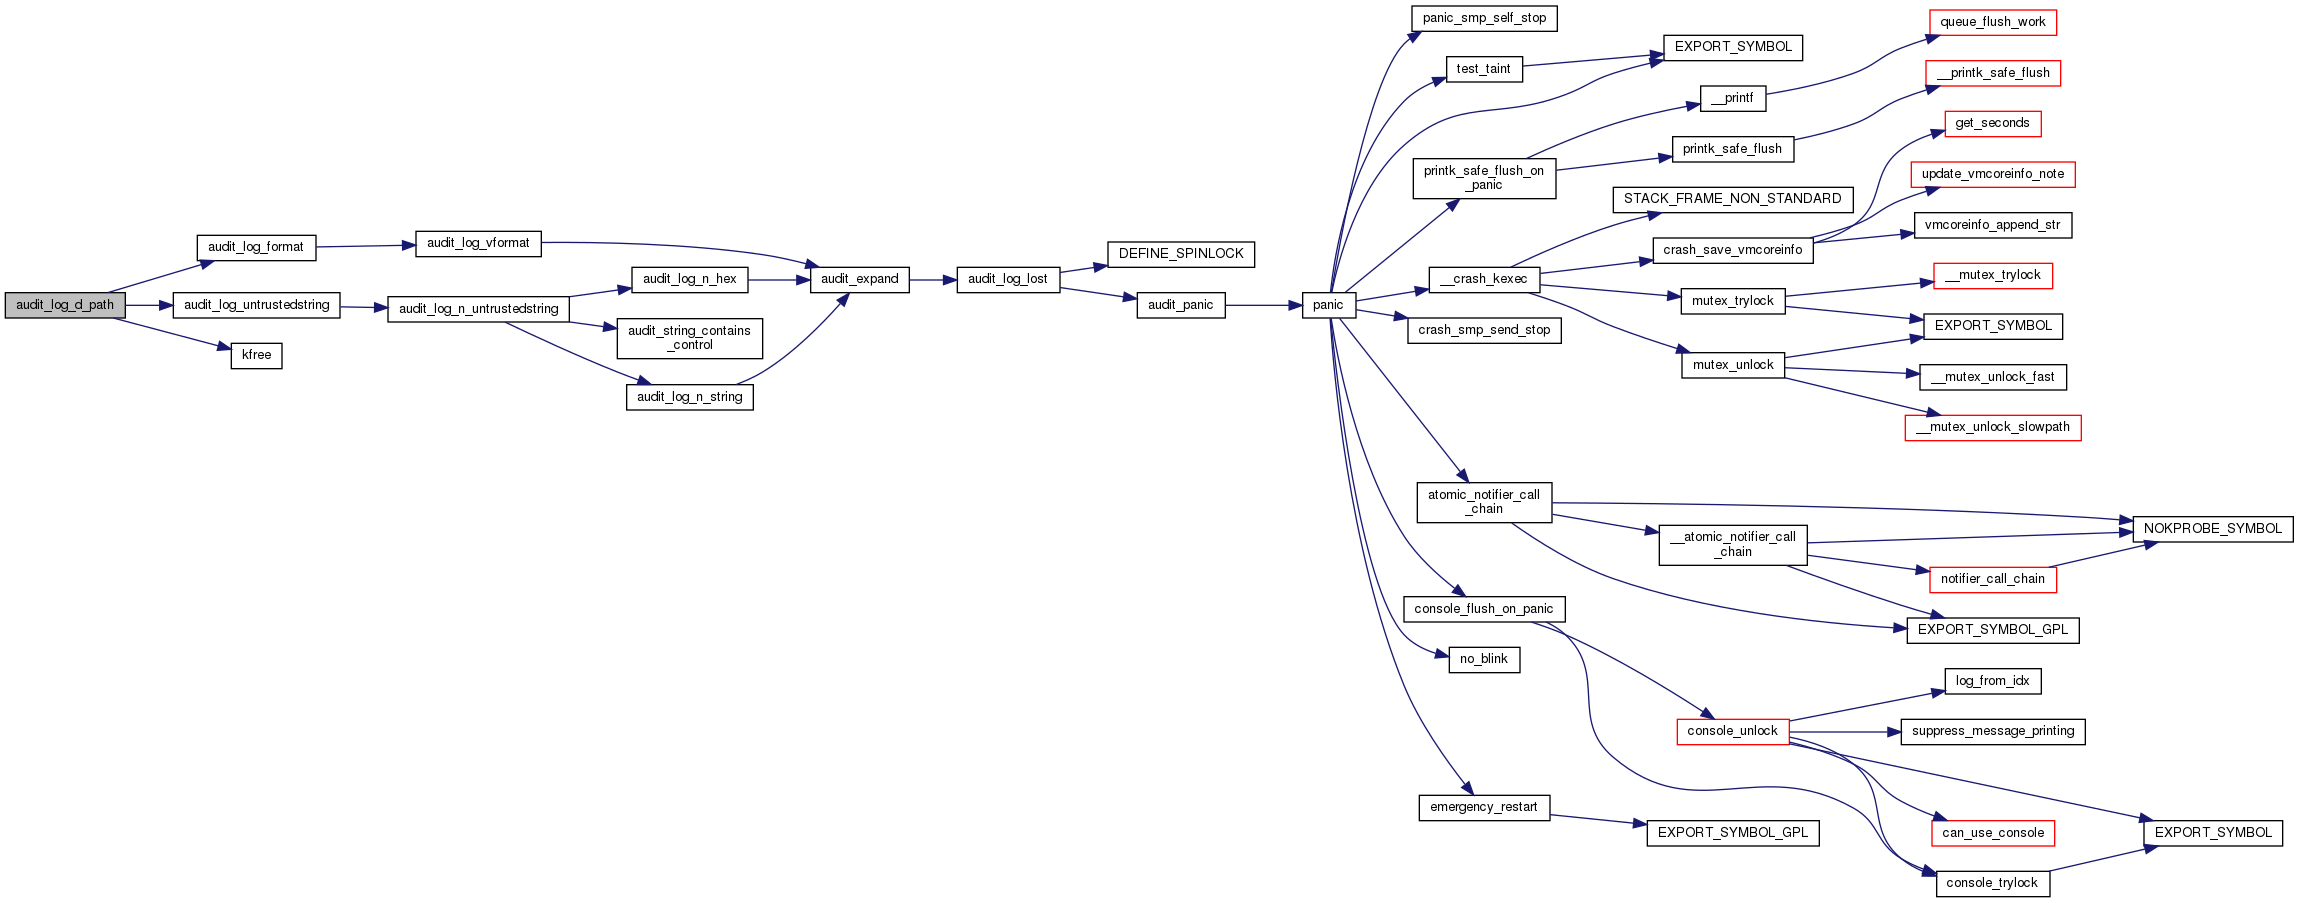 audit_log_d_path
audit_log_format
audit_log_untrustedstring
kfree
audit_log_vformat
audit_log_n_untrustedstring
audit_log_n_hex
audit_string_contains
_control
audit_log_n_string
audit_expand
audit_log_lost
DEFINE_SPINLOCK
audit_panic
panic
panic_smp_self_stop
test_taint
printk_safe_flush_on
_panic
__crash_kexec
crash_smp_send_stop
atomic_notifier_call
_chain
console_flush_on_panic
no_blink
emergency_restart
EXPORT_SYMBOL
__printf
printk_safe_flush
STACK_FRAME_NON_STANDARD
crash_save_vmcoreinfo
mutex_trylock
mutex_unlock
__atomic_notifier_call
_chain
console_unlock
EXPORT_SYMBOL_GPL
queue_flush_work
__printk_safe_flush
get_seconds
update_vmcoreinfo_note
vmcoreinfo_append_str
__mutex_trylock
EXPORT_SYMBOL
__mutex_unlock_fast
__mutex_unlock_slowpath
notifier_call_chain
EXPORT_SYMBOL_GPL
log_from_idx
suppress_message_printing
can_use_console
console_trylock
NOKPROBE_SYMBOL
EXPORT_SYMBOL